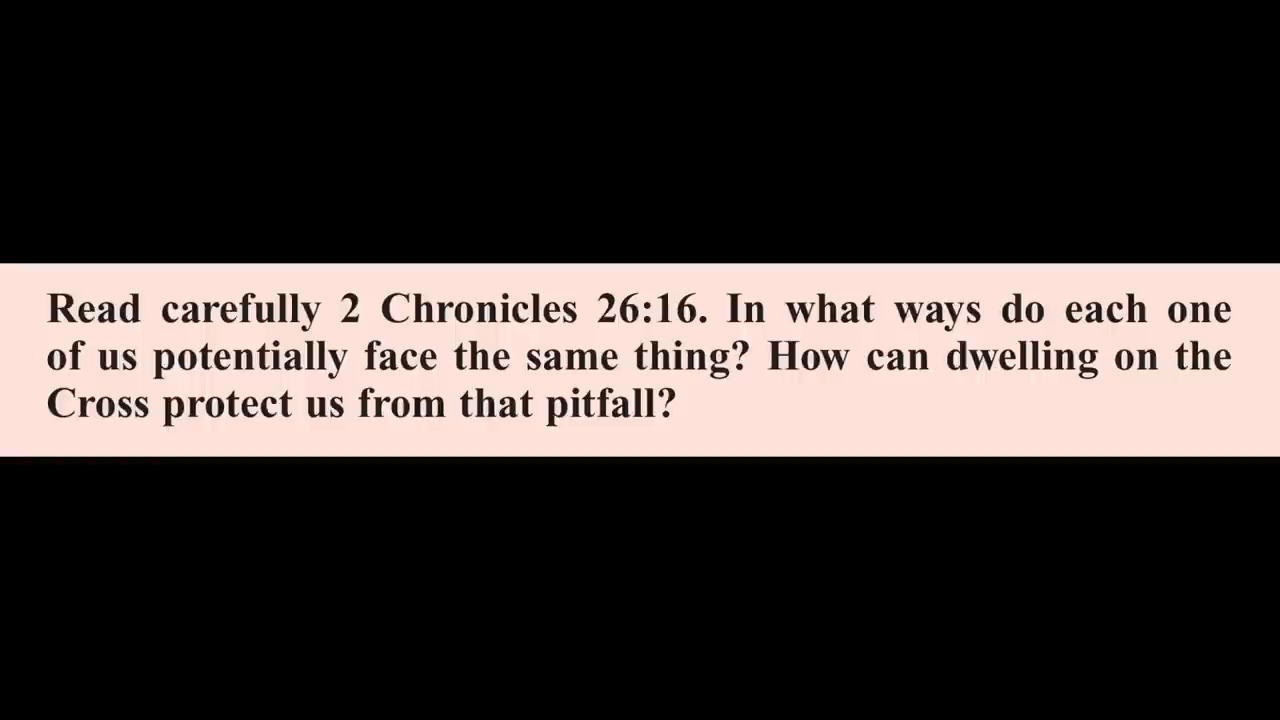 Read carefully 2 Chronicles 26:16. In what ways do each one
of us potentially face the same thing? How can dwelling on the
Cross protect us from that pitfall?